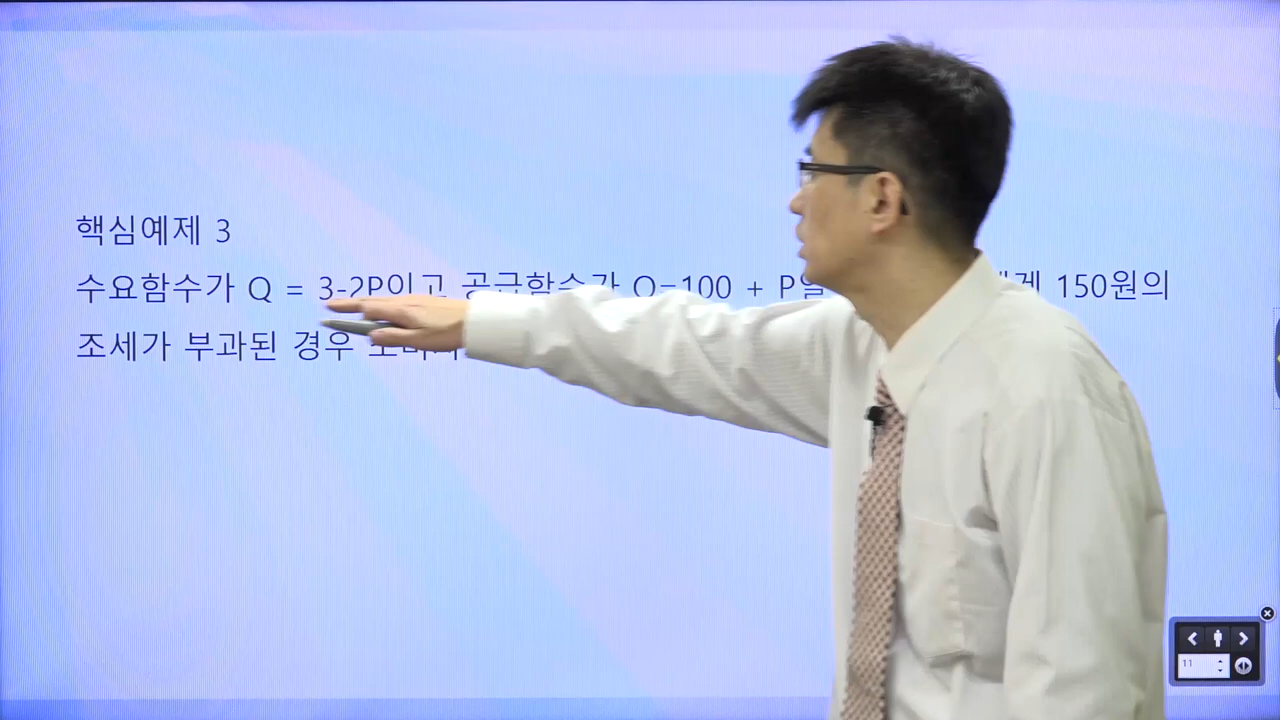 핵심예제 3
수요함수가 Q = 3-2P이고 공급함수가 Q=100 + P일 150원의
조세가 부과된 경우
11